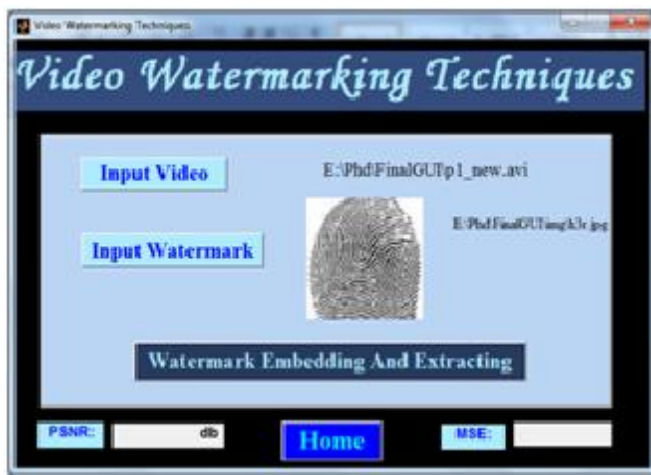 Video Watermarking Techniques
Video Watermarking Techniques
Input Video
E:\Phd\FinalGUI\p1_new.avi
Input Watermark
Watermark Embedding And Extracting
PSNR:
db
Home
MSE: